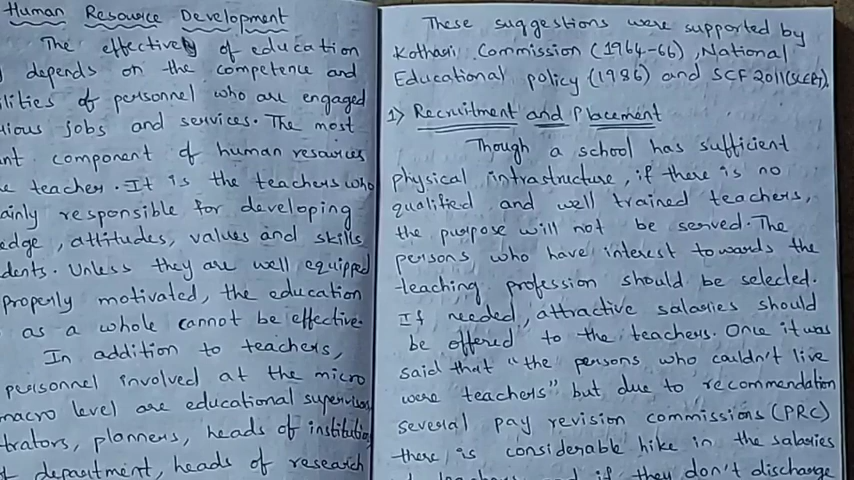 Human Resource Development
The effectively of education
depends on the competence and
lities of personnel who are engaged
ious jobs and services. The most
nt component of human resources
e teacher. It is the teachers who
ainly responsible for developing
edge, attitudes, values and skills
dents. Unless they are well equipped
properly motivated, the education
as a whole cannot be effective.
In addition to teachers,
personnel involved at the micro
macro level are educational supervisors
trators, planners, heads of institution
department, heads of research
These suggestions were supported by
Kothari Commission (1964-66), National
Educational policy (1986) and SCF 2011(SCERT).
1) Recruitment and Placement
Though a school has sufficient
physical intrastucture, if there is no
qualified and well trained teachers,
the purpose will not be served. The
persons who have interest towards the
teaching profession should be selected.
If needed, attractive salaries should
be offered to the teachers. Once it was
said that "the persons who couldn't live
were teachers" but due to recommendation
several pay revision commissions (PRC)
there is considerable hike in the salaries
if they don't discharge